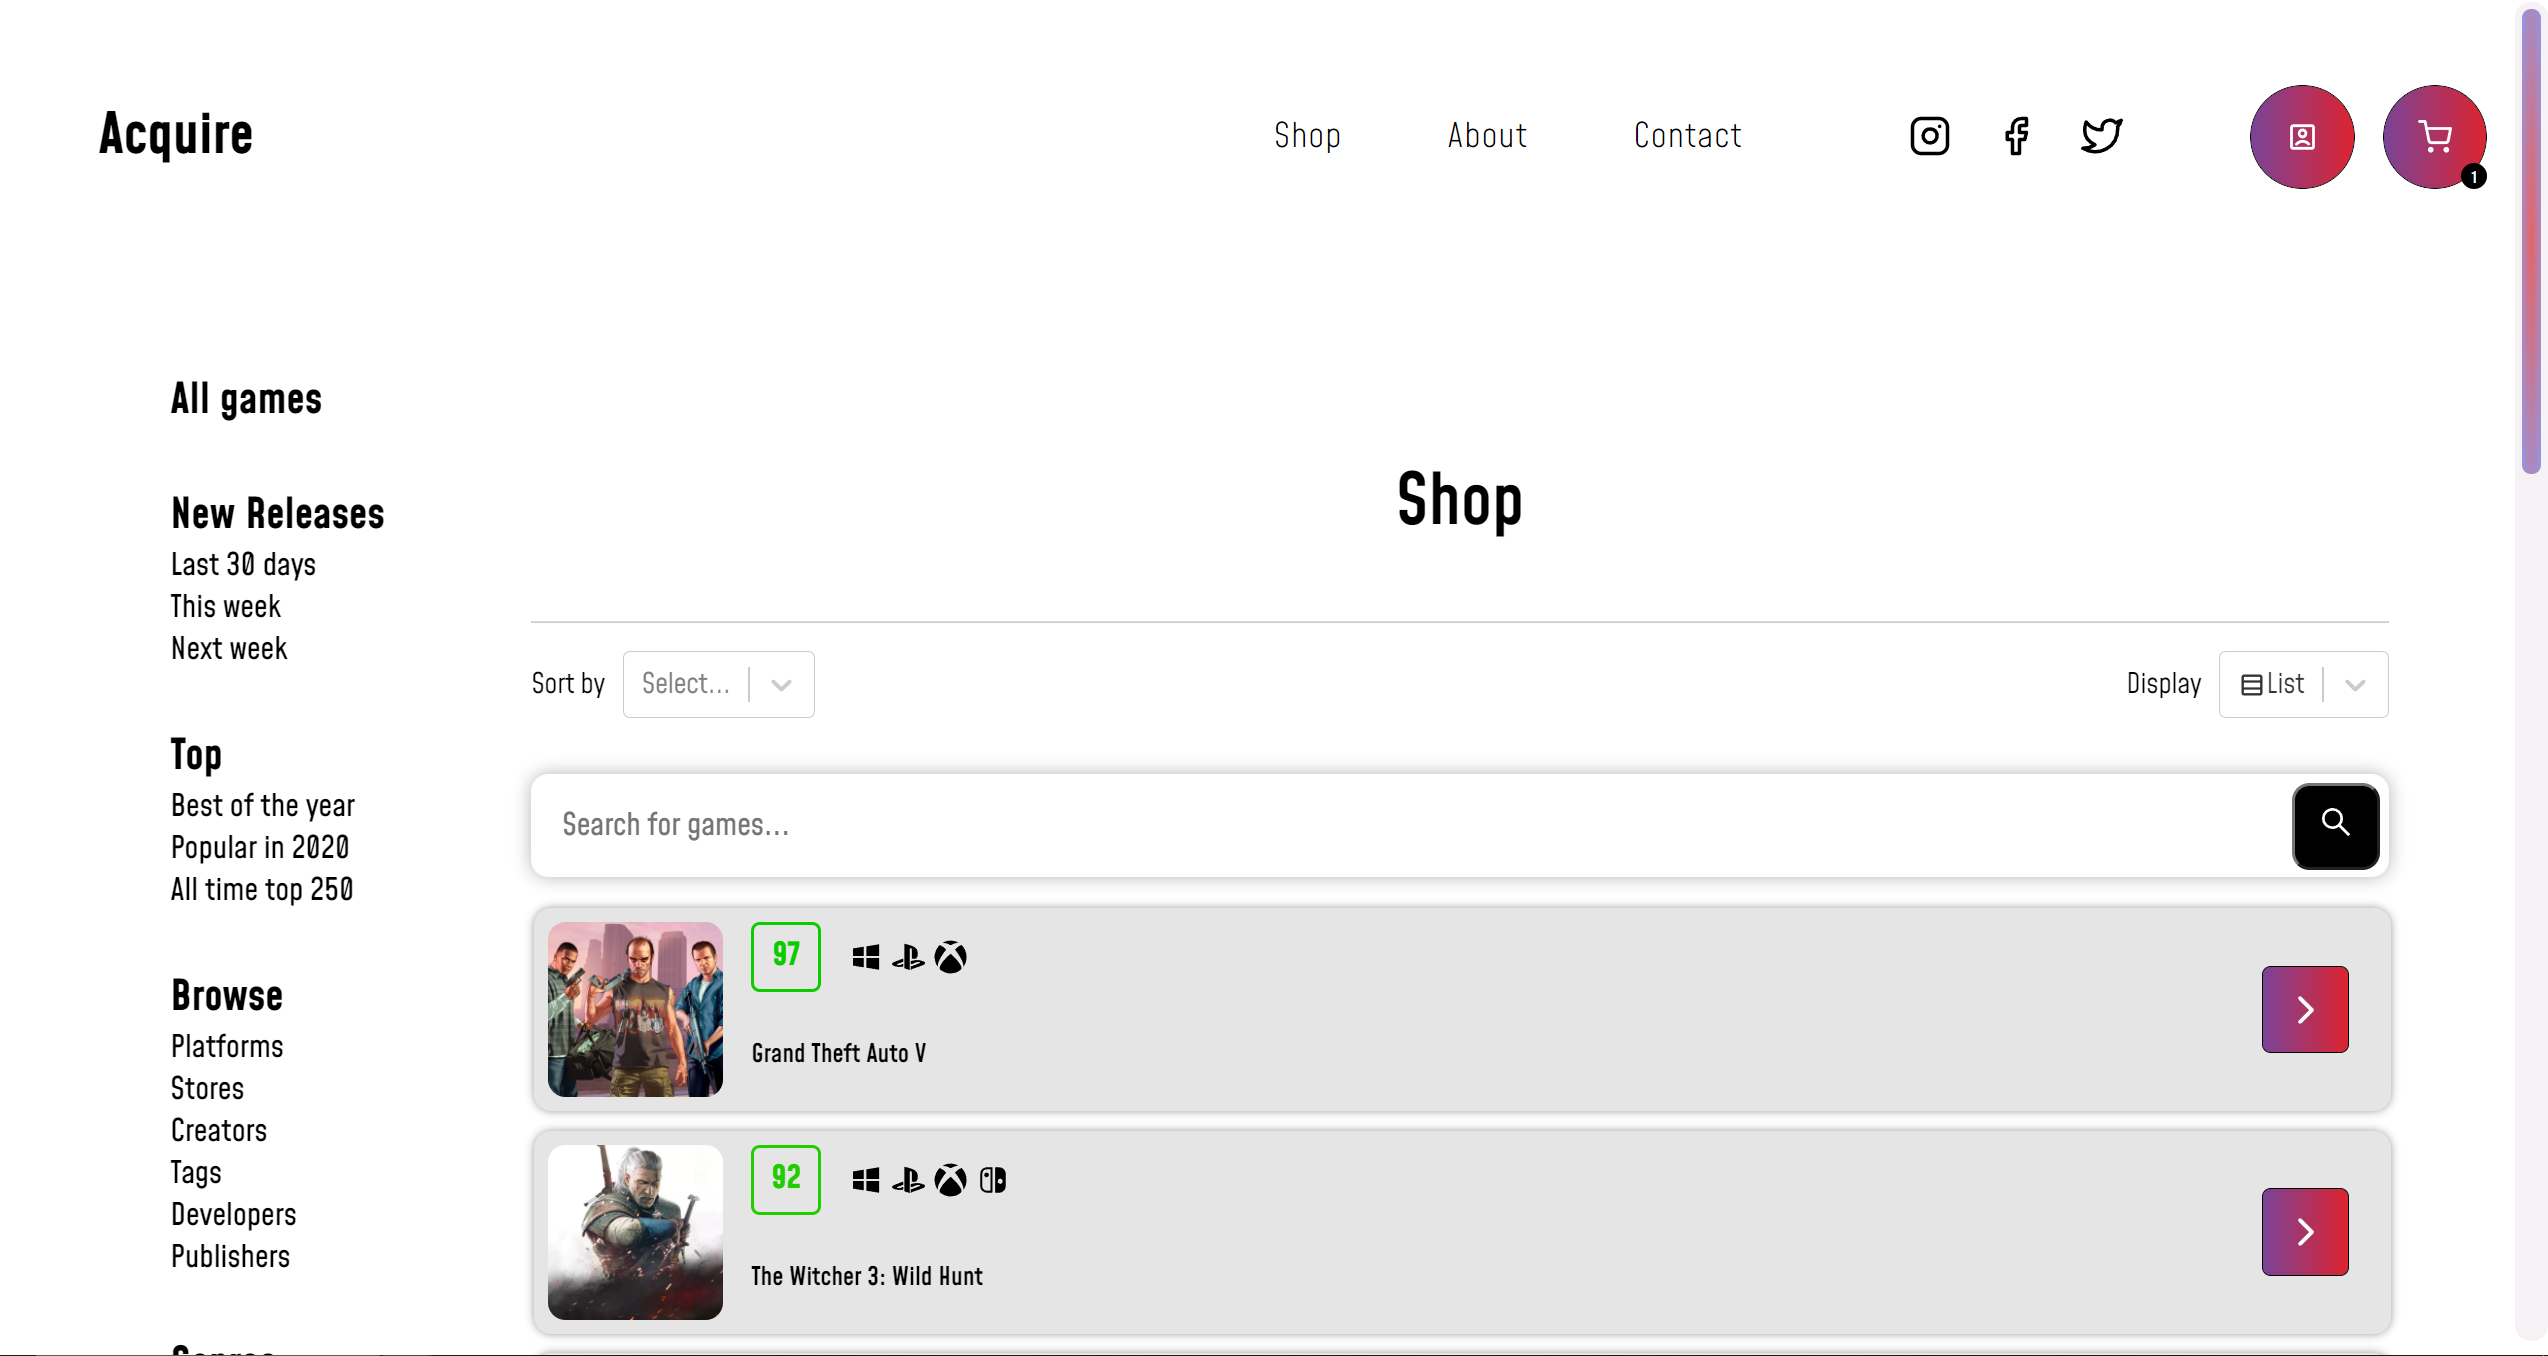 Acquire
Shop
About
Contact
1
All games
New Releases
Last 30 days
This week
Next week
Top
Best of the year
Popular in 2020
All time top 250
Browse
Platforms
Stores
Creators
Tags
Developers
Publishers
Shop
Sort by
Select...
Display
List
Search for games...
97
Grand Theft Auto V
92
The Witcher 3: Wild Hunt